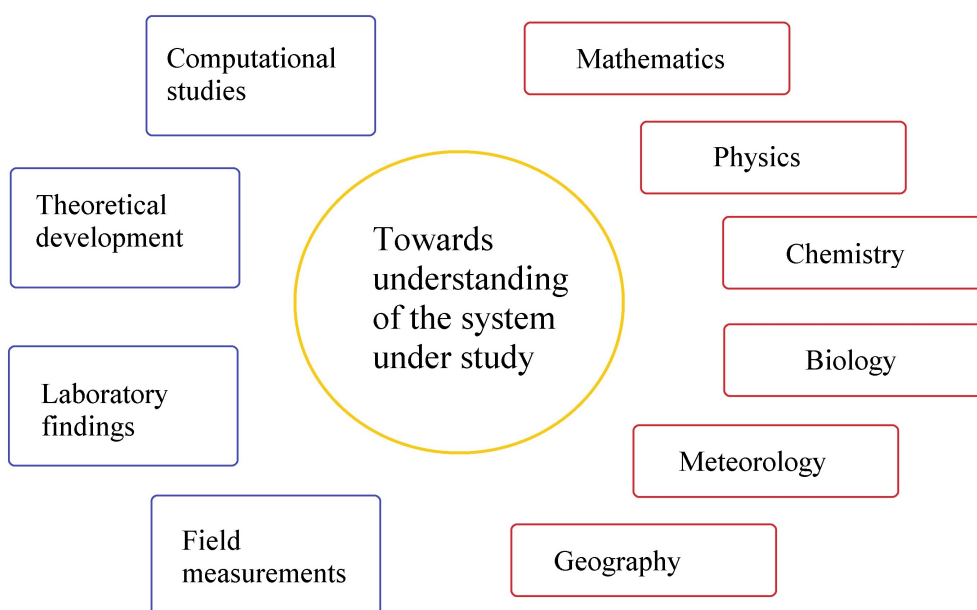 Computational
studies
Theoretical
development
Laboratory
findings
Field
measurements
Towards
understanding
of the system
under study
Mathematics
Physics
Chemistry
Biology
Meteorology
Geography